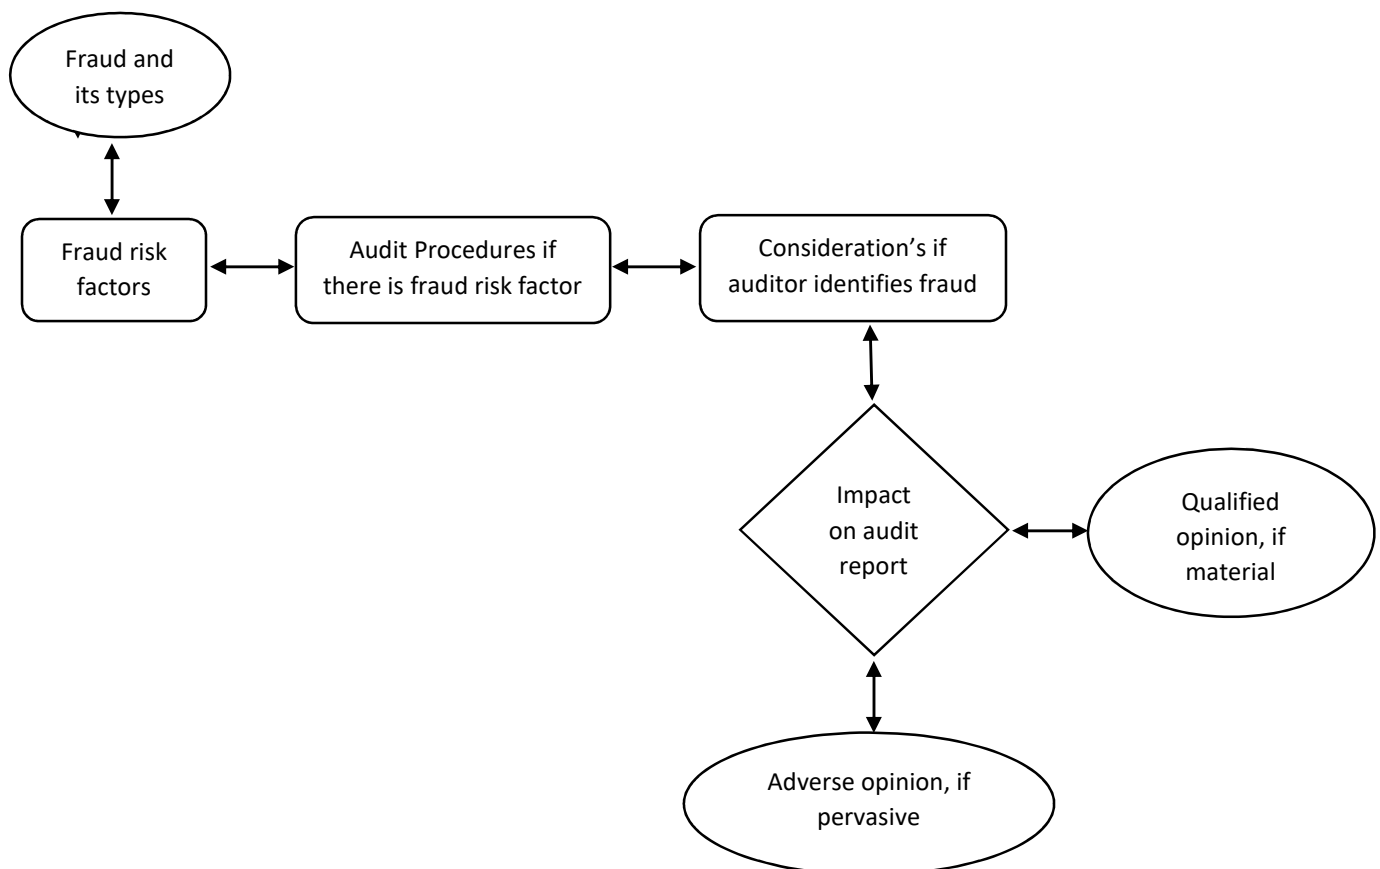 Fraud and
its types
Fraud risk
factors
Audit Procedures if
there is fraud risk factor
Consideration's if
auditor identifies fraud
Impact
on audit
report
Qualified
opinion, if
material
Adverse opinion, if
pervasive